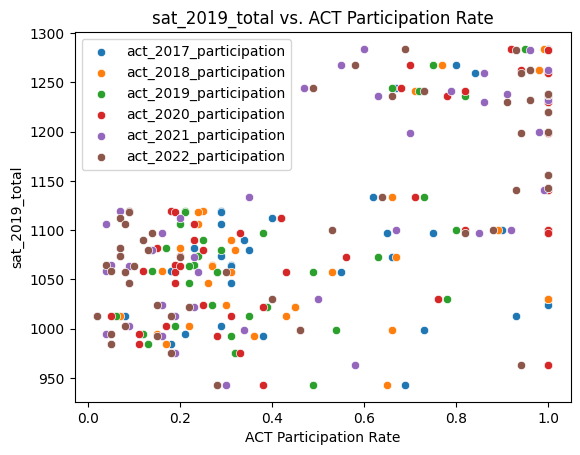 sat_2019_total vs. ACT Participation Rate
act_2017_participation
act_2018_participation
act_2019_participation
act_2020_participation
act_2021_participation
act_2022_participation
1300
1250
1200
1150
1100
1050
1000
950
sat_2019_total
0.0 0.2 0.4 0.6 0.8 1.0
ACT Participation Rate